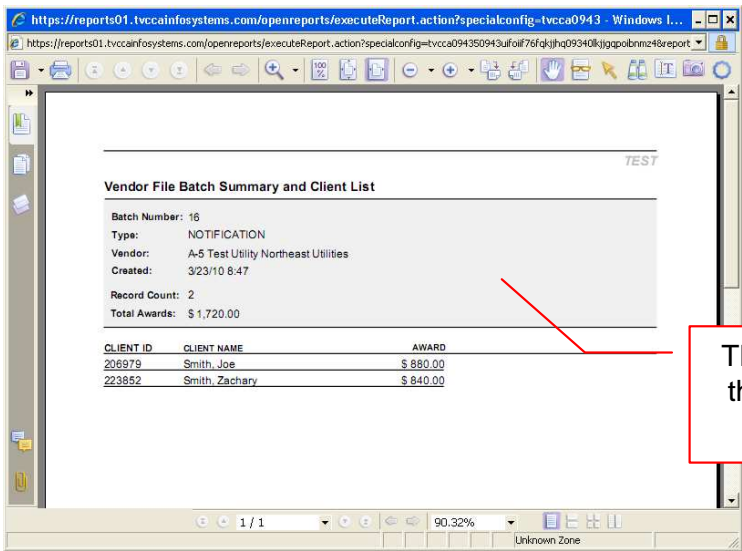 https://reports01.tvccainfosystems.com/openreports/executeReport.action?specialconfig=tvcca0943 - Windows I...
https://reports01.tvccainfosystems.com/openreports/executeReport.action?specialconfig=tvcca094350943uifoiif76fqkjjhq09340lkjjgqpoibnmz48report
100%
TEST
Vendor File Batch Summary and Client List
Batch Number: 16
Type: NOTIFICATION
Vendor: A-5 Test Utility Northeast Utilities
Created: 3/23/10 8:47
Record Count: 2
Total Awards: $ 1,720.00
CLIENT ID CLIENT NAME AWARD
206979 Smith, Joe $ 880.00
223852 Smith, Zachary $ 840.00
1 / 1 90.32%
Unknown Zone